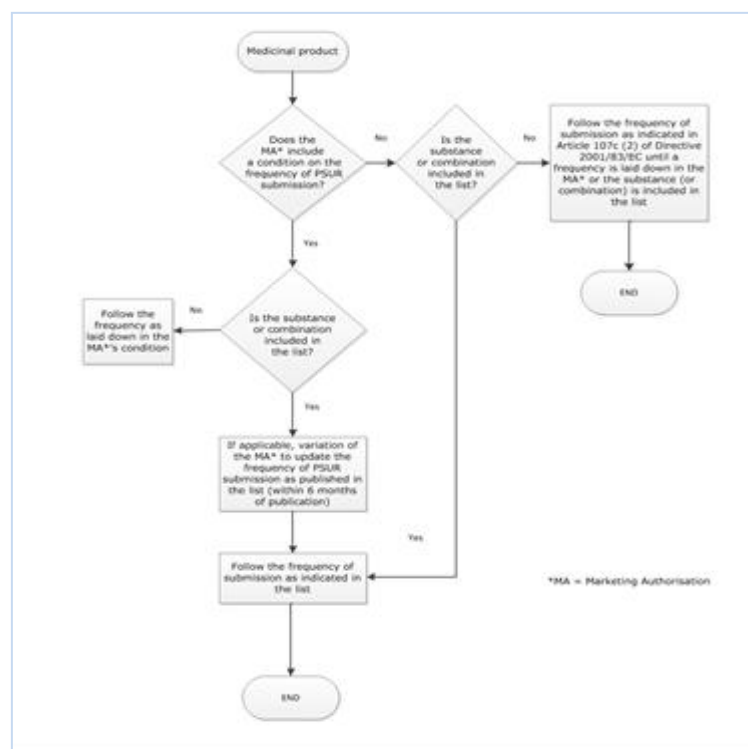 Medicinal product
Does the
MA* include
a condition on the
frequency of PSUR
submission?
No
Is the
substance
or combination
included in
the list?
No
Follow the frequency of
submission as indicated in
Article 107c (2) of Directive
2001/83/EC until a
frequency is laid down in
the MA* or the substance (or
combination) is included in
the list
END
Yes
Follow the
frequency as
laid down in the
MA*'s condition
No
Is the substance
or combination
included in
the list?
Yes
If applicable, variation of
the MA* to update the
frequency of PSUR
submission as published in
the list (within 6 months
of publication)
Yes
Follow the frequency of
submission as indicated in
the list
*MA = Marketing Authorisation
END